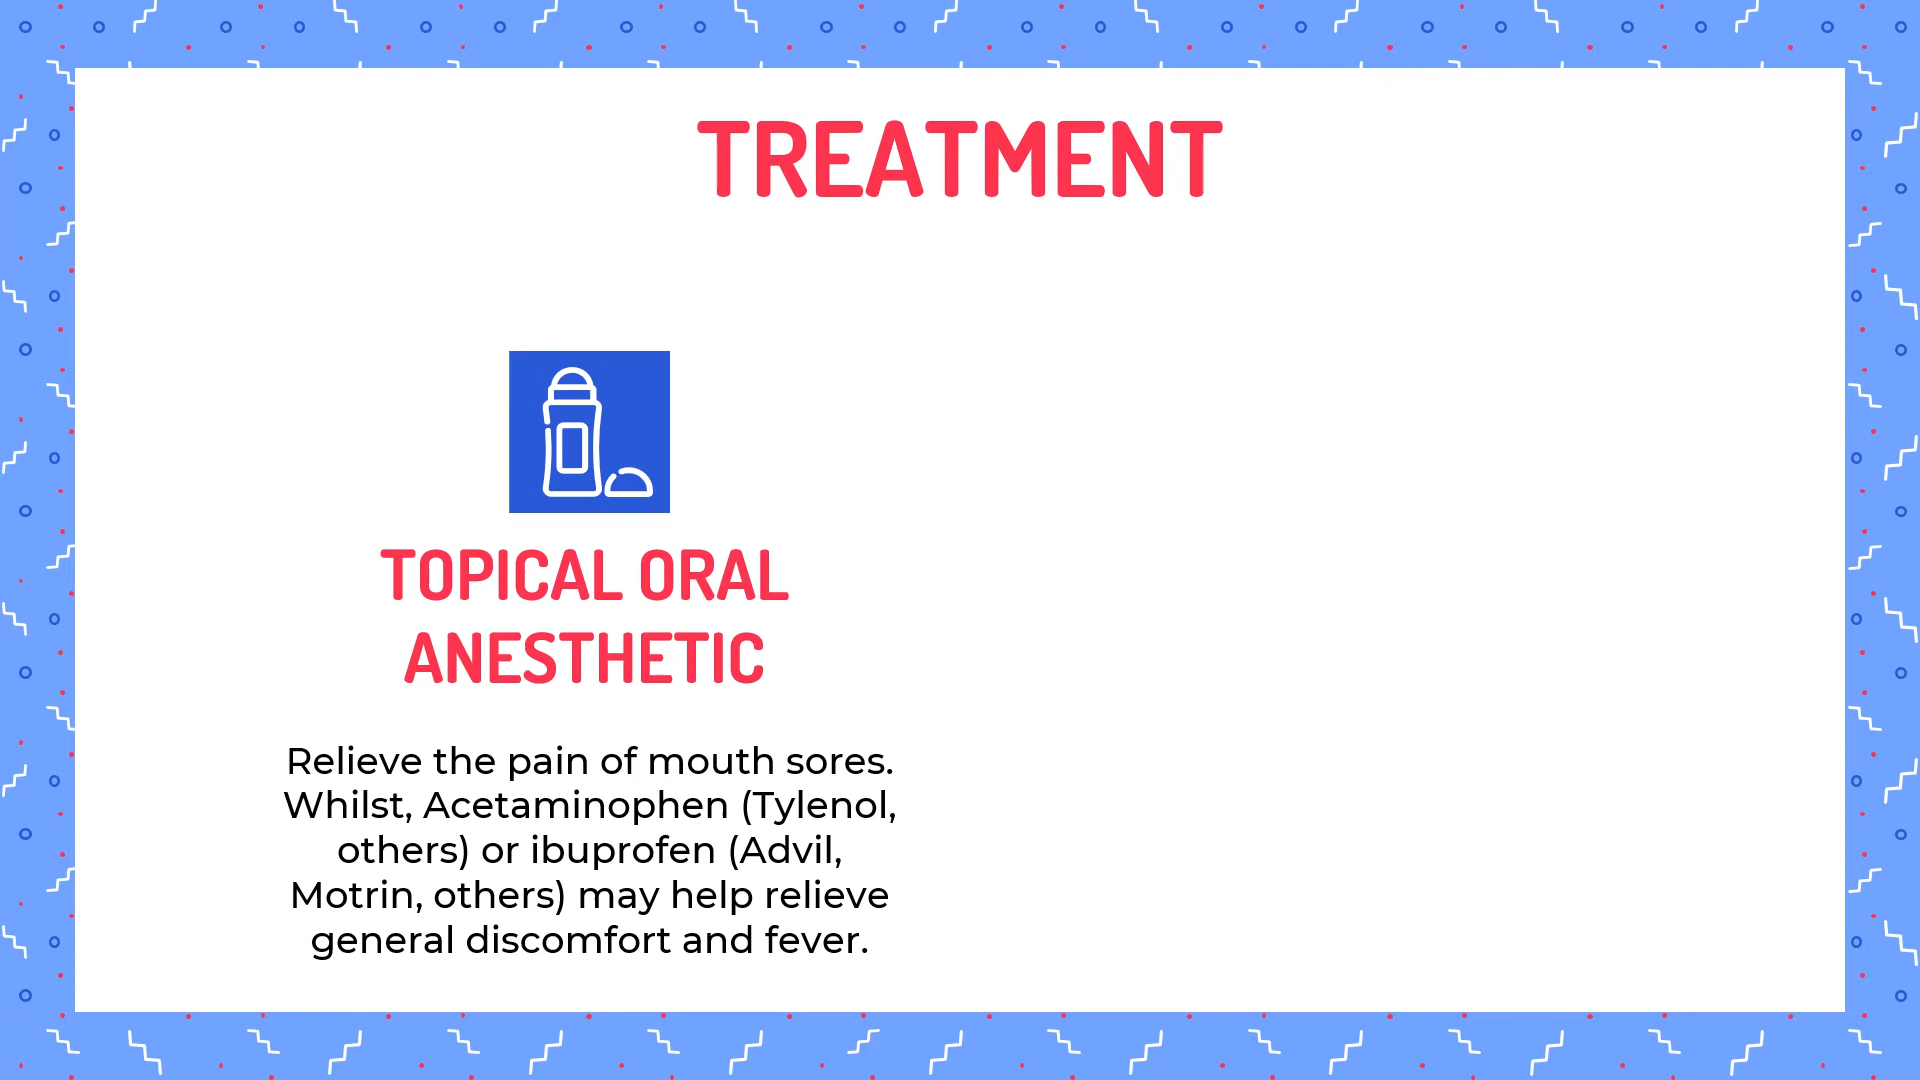 TREATMENT
TOPICAL ORAL
ANESTHETIC
Relieve the pain of mouth sores.
Whilst, Acetaminophen (Tylenol,
others) or ibuprofen (Advil,
Motrin, others) may help relieve
general discomfort and fever.